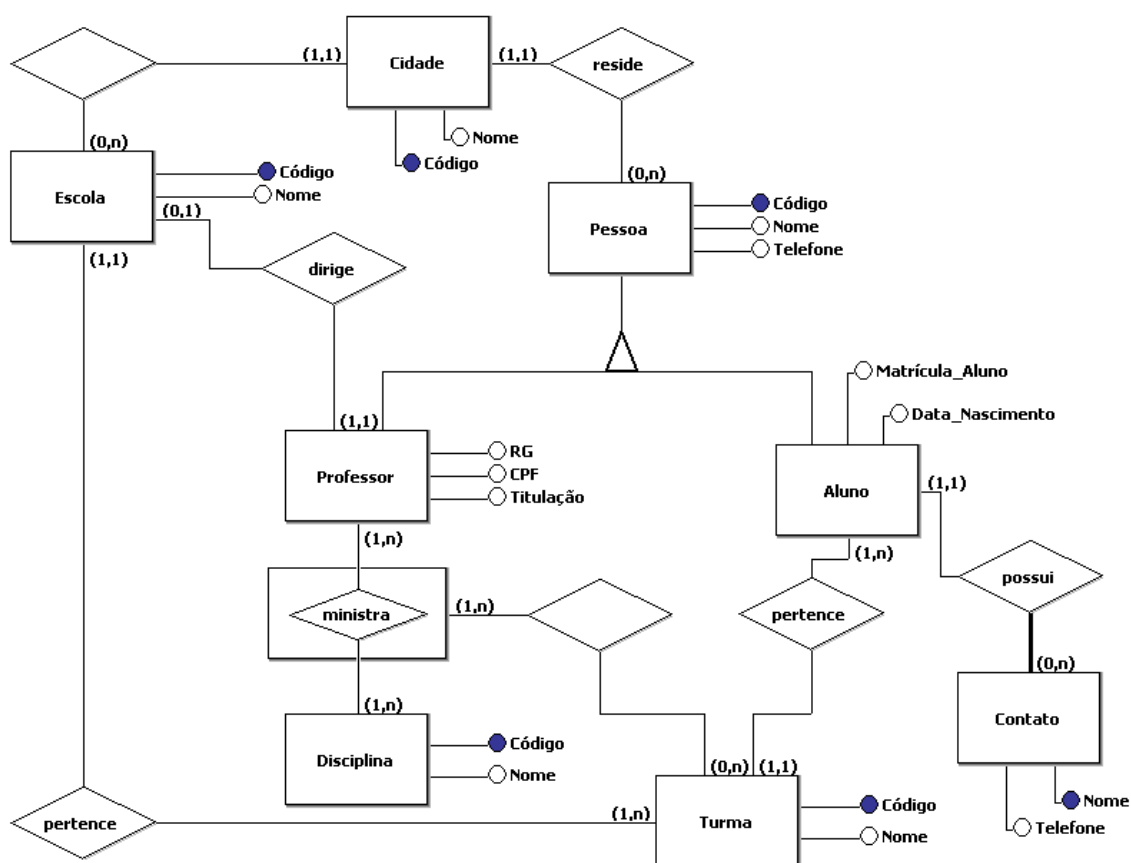 (1,1)
Cidade
(1,1)
reside
Nome
Código
(0,n)
Escola
Código
Nome
(0,1)
(1,1)
dirige
(0,n)
Pessoa
Código
Nome
Telefone
Matrícula_Aluno
Data_Nascimento
(1,1)
Professor
RG
CPF
Titulação
(1,n)
Aluno
(1,1)
(1,n)
possui
ministra
(1,n)
pertence
(0,n)
Contato
Nome
Telefone
(1,n)
Disciplina
Código
Nome
(0,n)
(1,1)
pertence
(1,n)
Turma
Código
Nome